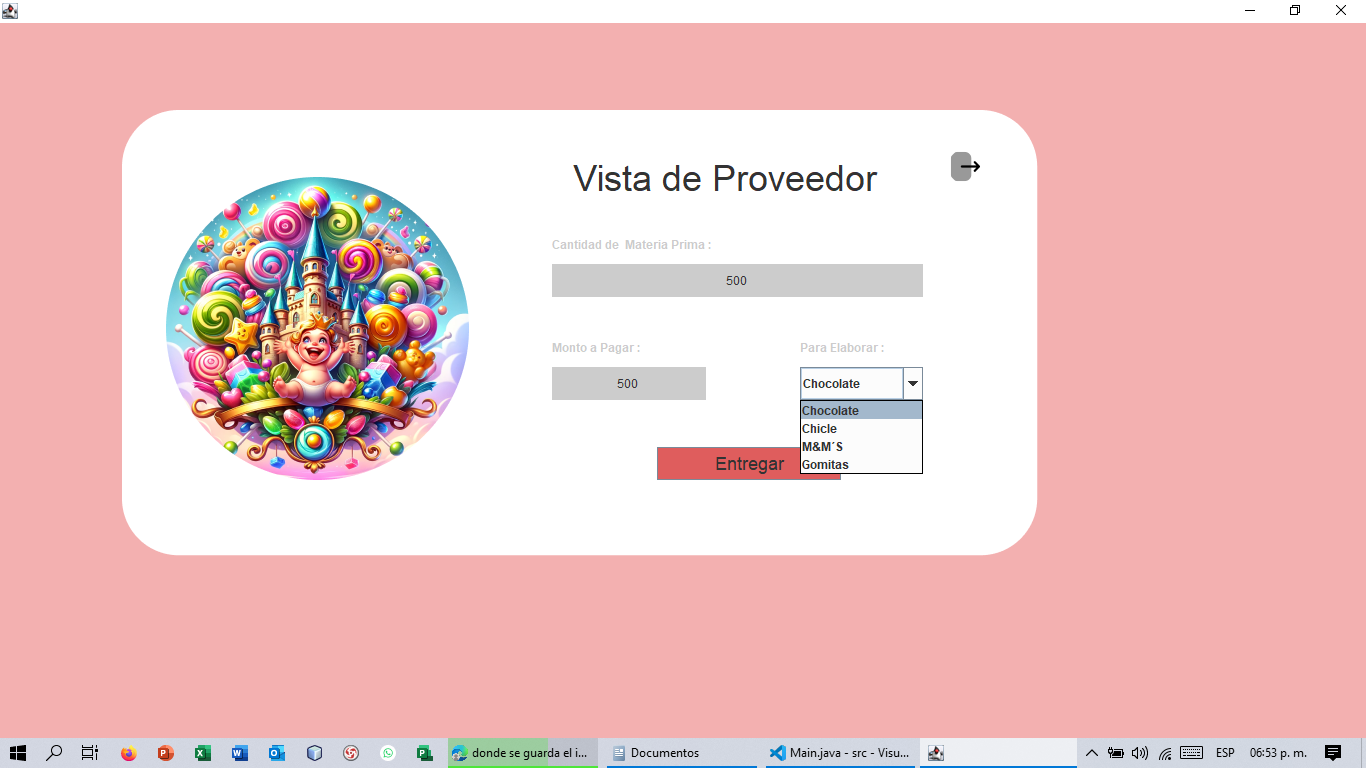 Vista de Proveedor
Cantidad de  Materia Prima :
500
Monto a Pagar :
Para Elaborar :
500
Chocolate
Chocolate
Chicle
M&M´S
Gomitas
Entregar
donde se guarda el i...
Documentos
Main.java - src - Visu...
ESP
06:53 p. m.